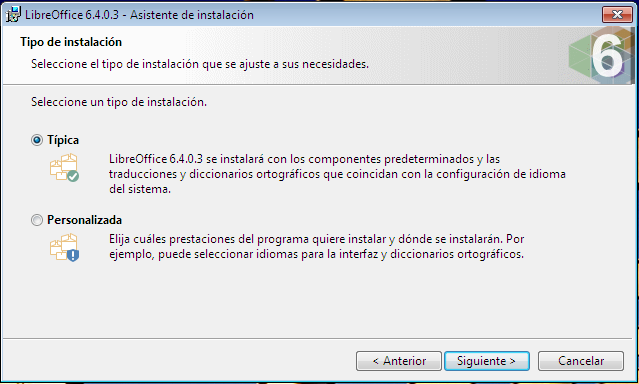 LibreOffice 6.4.0.3 - Asistente de instalación
Tipo de instalación
Seleccione el tipo de instalación que se ajuste a sus necesidades.
6
Seleccione un tipo de instalación.
Típica
LibreOffice 6.4.0.3 se instalará con los componentes predeterminados y las
traducciones y diccionarios ortográficos que coincidan con la configuración de idioma
del sistema.
Personalizada
Elija cuáles prestaciones del programa quiere instalar y dónde se instalarán. Por
ejemplo, puede seleccionar idiomas para la interfaz y diccionarios ortográficos.
< Anterior
Siguiente >
Cancelar